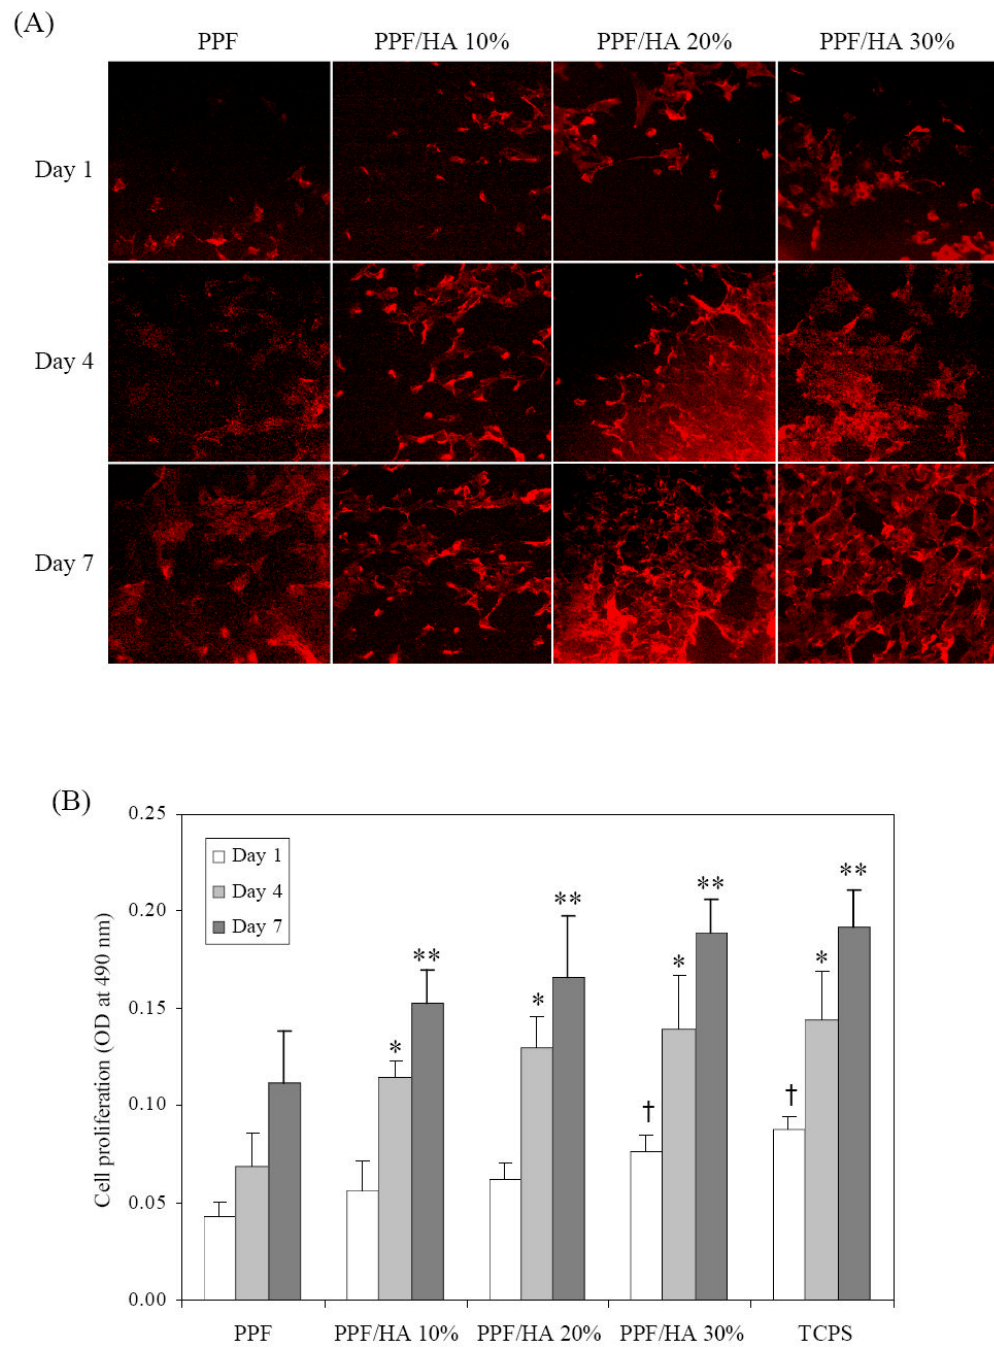 (A)
PPF PPF/HA 10% PPF/HA 20% PPF/HA 30%
Day 1
Day 4
Day 7
(B)
Cell proliferation (OD at 490 nm)
0.25
0.20
0.15
0.10
0.05
0.00
Day 1
Day 4
Day 7
* **
* **
† * **
† * **
PPF PPF/HA 10% PPF/HA 20% PPF/HA 30% TCPS